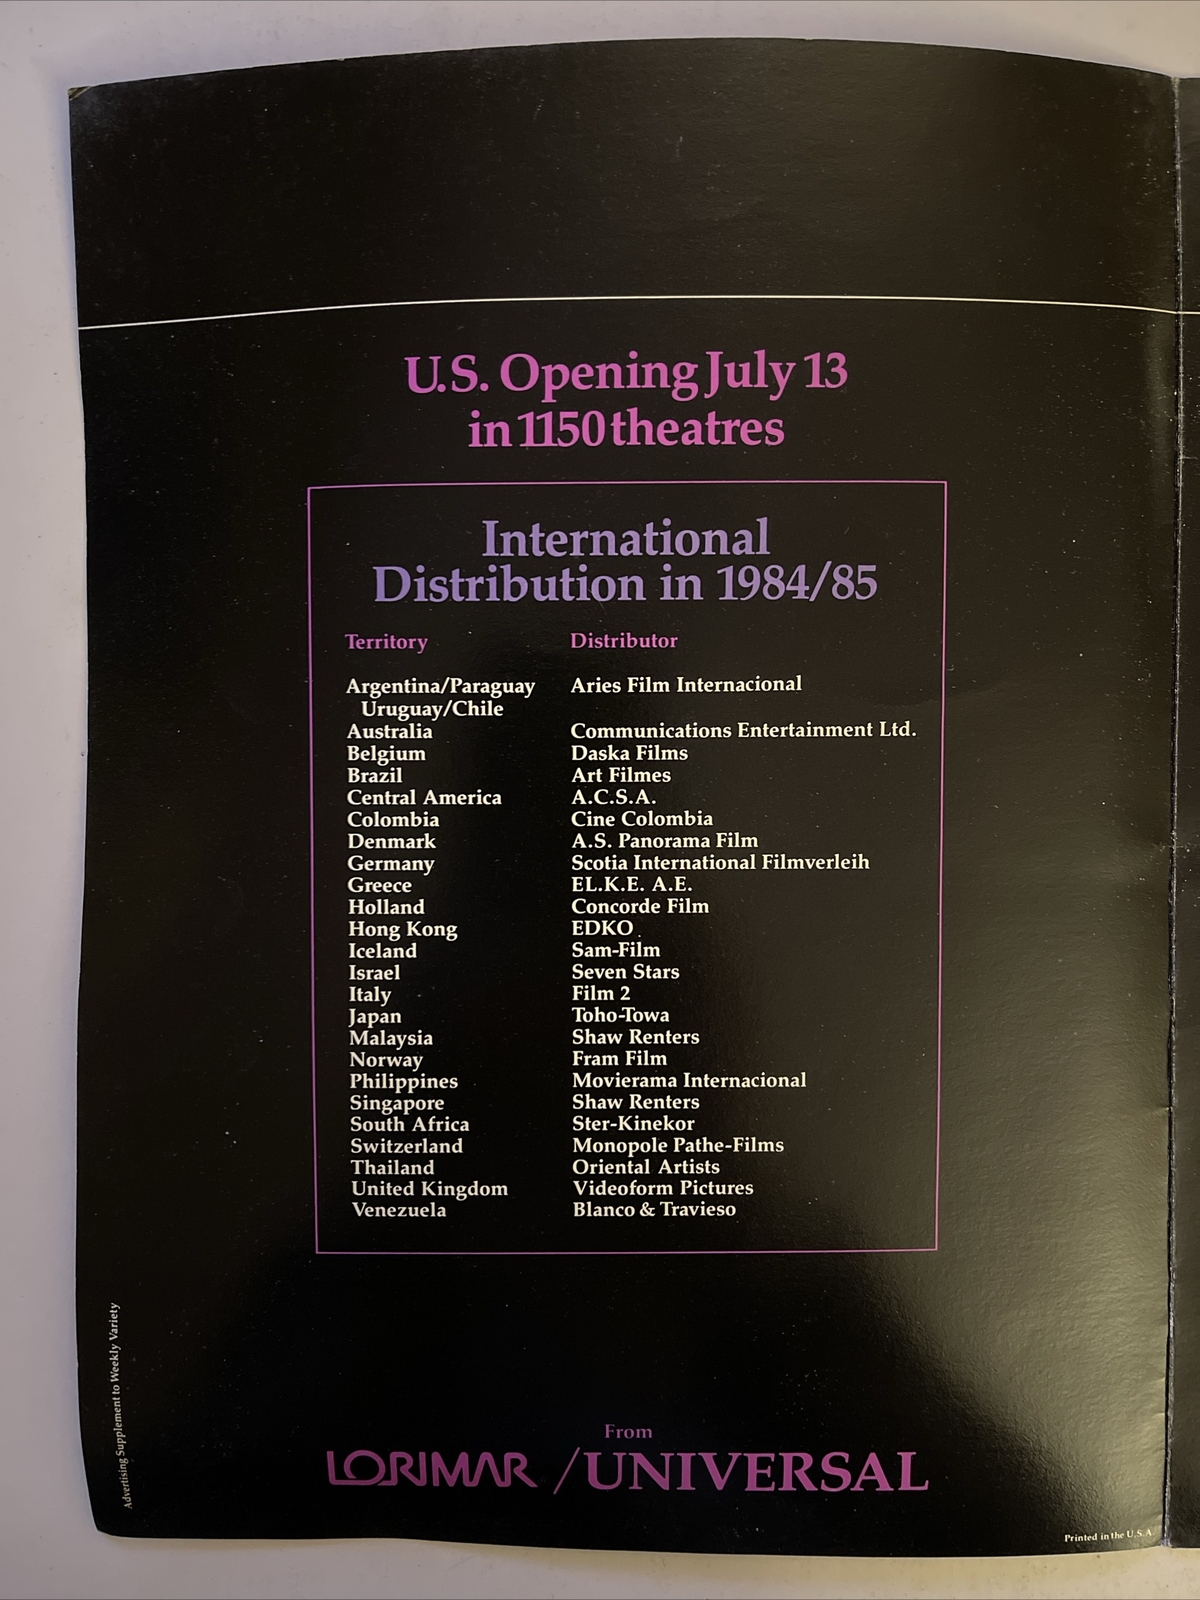 U.S. Opening July 13
in 1150 theatres
International
Distribution in 1984/85
Territory Distributor
Argentina/Paraguay Aries Film Internacional
Uruguay/Chile
Australia Communications Entertainment Ltd.
Belgium Daska Films
Brazil Art Filmes
Central America A.C.S.A.
Colombia Cine Colombia
Denmark A.S. Panorama Film
Germany Scotia International Filmverleih
Greece EL.K.E. A.E.
Holland Concorde Film
Hong Kong EDKO
Iceland Sam-Film
Israel Seven Stars
Italy Film 2
Japan Toho-Towa
Malaysia Shaw Renters
Norway Fram Film
Philippines Movierama Internacional
Singapore Shaw Renters
South Africa Ster-Kinekor
Switzerland Monopole Pathe-Films
Thailand Oriental Artists
United Kingdom Videoform Pictures
Venezuela Blanco & Travieso
Advertising Supplement to Weekly Variety
From
LORIMAR / UNIVERSAL
Printed in the U.S.A.